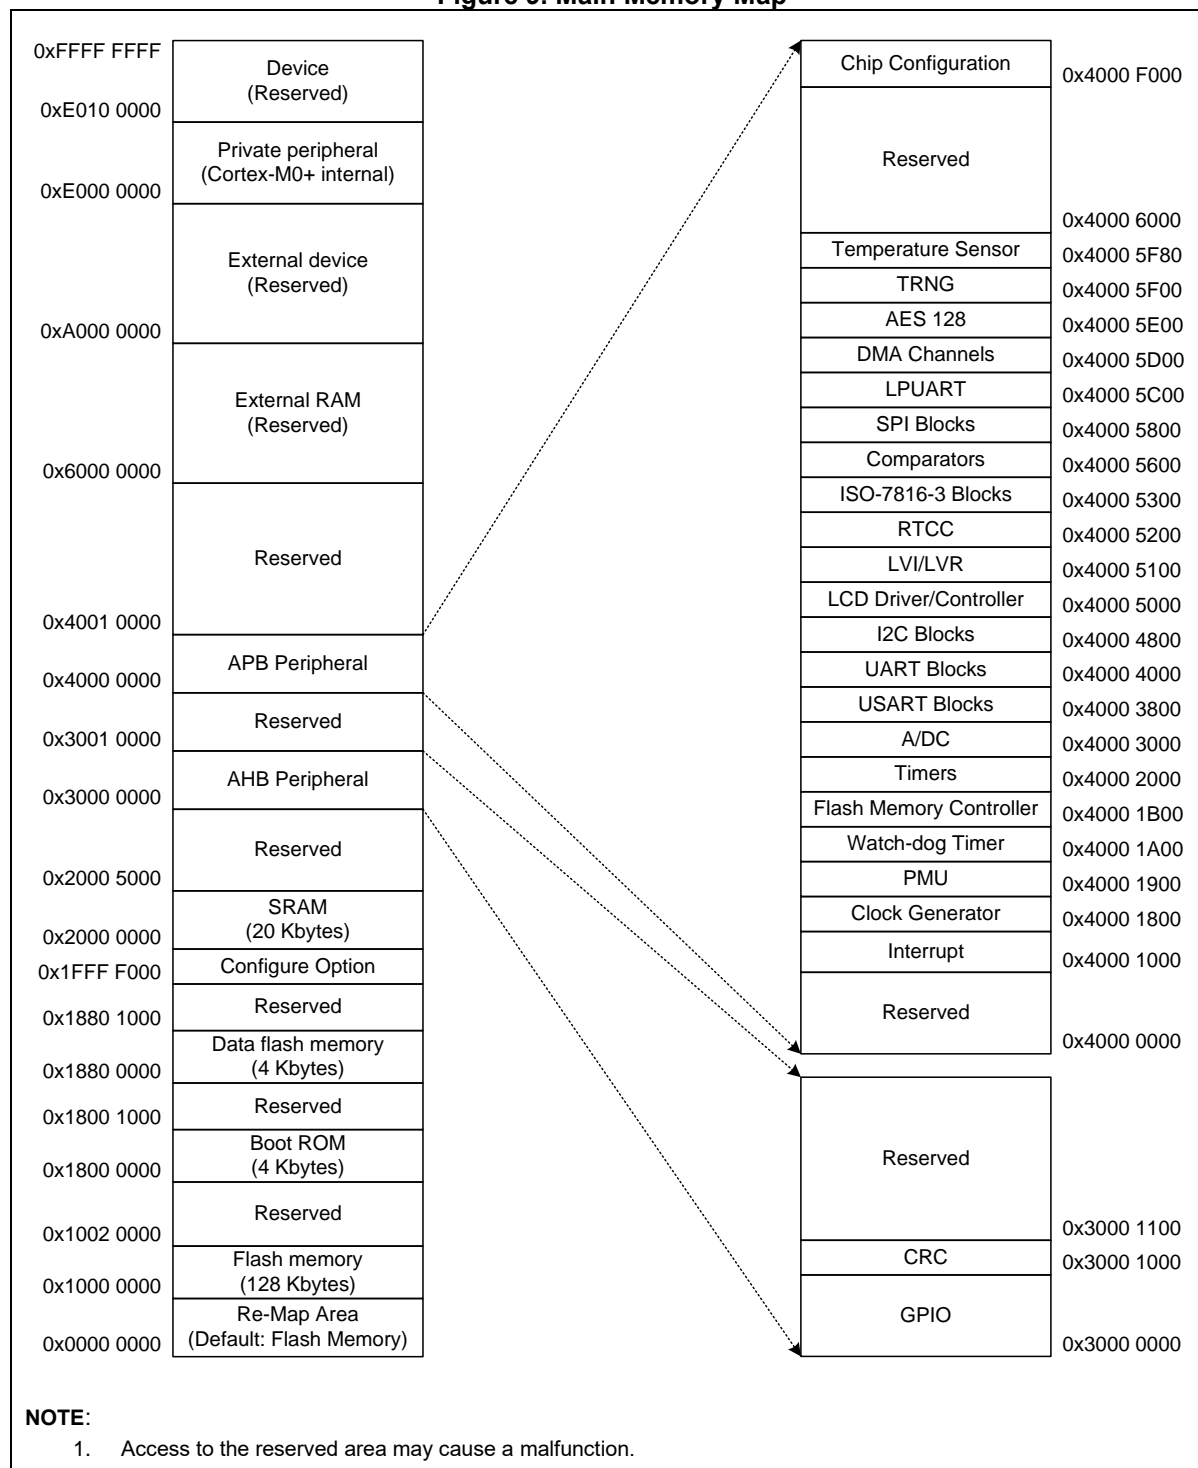 Figure 5. Main Memory Map
0xFFFF FFFF
Device
(Reserved)
0xE010 0000
Private peripheral
(Cortex-M0+ internal)
0xE000 0000
External device
(Reserved)
0xA000 0000
External RAM
(Reserved)
0x6000 0000
Reserved
0x4001 0000
APB Peripheral
0x4000 0000
Reserved
0x3001 0000
AHB Peripheral
0x3000 0000
Reserved
0x2000 5000
SRAM
(20 Kbytes)
0x2000 0000
Configure Option
0x1FFF F000
Reserved
0x1880 1000
Data flash memory
(4 Kbytes)
0x1880 0000
Reserved
0x1800 1000
Boot ROM
(4 Kbytes)
0x1800 0000
Reserved
0x1002 0000
Flash memory
(128 Kbytes)
0x1000 0000
Re-Map Area
(Default: Flash Memory)
0x0000 0000
Chip Configuration
0x4000 F000
Reserved
0x4000 6000
Temperature Sensor
0x4000 5F80
TRNG
0x4000 5F00
AES 128
0x4000 5E00
DMA Channels
0x4000 5D00
LPUART
0x4000 5C00
SPI Blocks
0x4000 5800
Comparators
0x4000 5600
ISO-7816-3 Blocks
0x4000 5300
RTCC
0x4000 5200
LVI/LVR
0x4000 5100
LCD Driver/Controller
0x4000 5000
I2C Blocks
0x4000 4800
UART Blocks
0x4000 4000
USART Blocks
0x4000 3800
A/DC
0x4000 3000
Timers
0x4000 2000
Flash Memory Controller
0x4000 1B00
Watch-dog Timer
0x4000 1A00
PMU
0x4000 1900
Clock Generator
0x4000 1800
Interrupt
0x4000 1000
Reserved
0x4000 0000
Reserved
0x3000 1100
CRC
0x3000 1000
GPIO
0x3000 0000
NOTE:
1. Access to the reserved area may cause a malfunction.